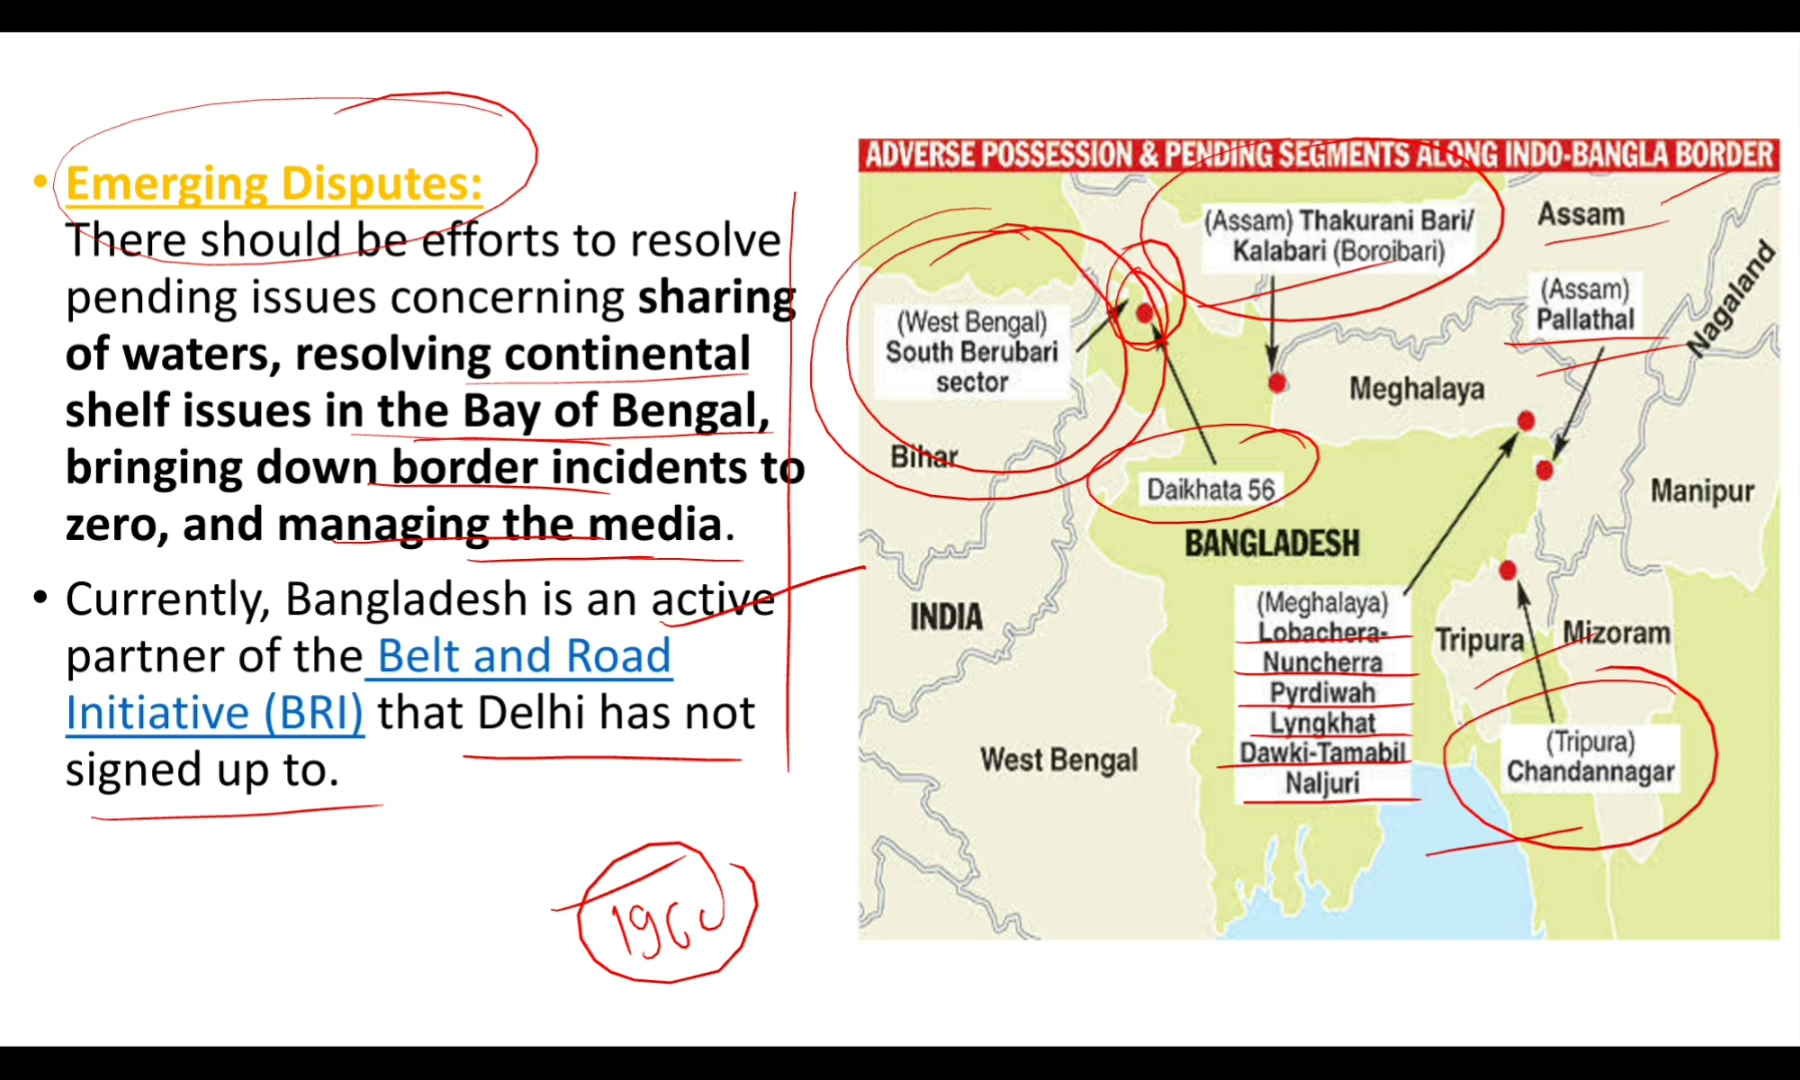 • Emerging Disputes:
There should be efforts to resolve
pending issues concerning sharing
of waters, resolving continental
shelf issues in the Bay of Bengal,
bringing down border incidents to
zero, and managing the media.
• Currently, Bangladesh is an active
partner of the Belt and Road
Initiative (BRI) that Delhi has not
signed up to.
ADVERSE POSSESSION & PENDING SEGMENTS ALONG INDO-BANGLA BORDER
(Assam) Thakurani Bari/
Kalabari (Boroibari)
Assam
Nagaland
(Assam)
Pallathal
(West Bengal)
South Berubari
sector
Meghalaya
Bihar
Daikhata 56
Manipur
BANGLADESH
INDIA
(Meghalaya)
Lobachera-
Nuncherra
Pyrdiwah
Lyngkhat
Dawki-Tamabil
Naljuri
Tripura
Mizoram
(Tripura)
Chandannagar
West Bengal